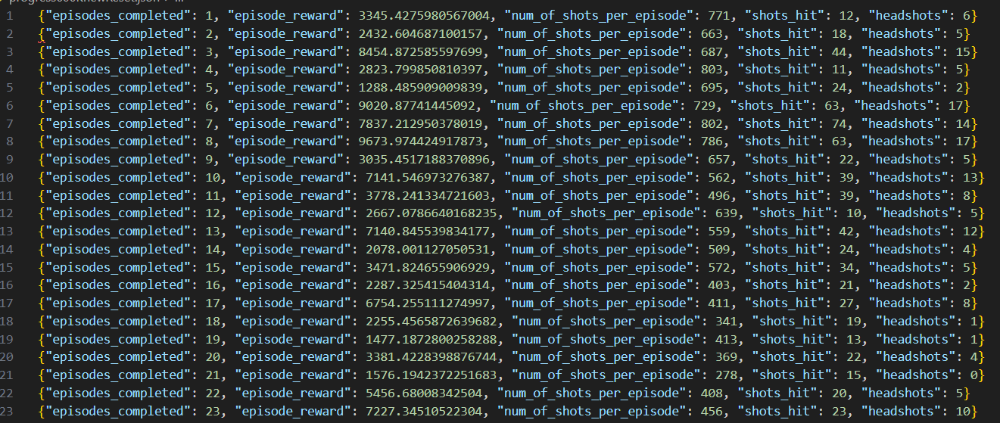 1 {"episodes_completed": 1, "episode_reward": 3345.4275980567004, "num_of_shots_per_episode": 771, "shots_hit": 12, "headshots": 6}
2 {"episodes_completed": 2, "episode_reward": 2432.604687100157, "num_of_shots_per_episode": 663, "shots_hit": 18, "headshots": 5}
3 {"episodes_completed": 3, "episode_reward": 8454.872585597699, "num_of_shots_per_episode": 687, "shots_hit": 44, "headshots": 15}
4 {"episodes_completed": 4, "episode_reward": 2823.799850810397, "num_of_shots_per_episode": 803, "shots_hit": 11, "headshots": 5}
5 {"episodes_completed": 5, "episode_reward": 1288.485909009839, "num_of_shots_per_episode": 695, "shots_hit": 24, "headshots": 2}
6 {"episodes_completed": 6, "episode_reward": 9020.87741445092, "num_of_shots_per_episode": 729, "shots_hit": 63, "headshots": 17}
7 {"episodes_completed": 7, "episode_reward": 7837.212950378019, "num_of_shots_per_episode": 802, "shots_hit": 74, "headshots": 14}
8 {"episodes_completed": 8, "episode_reward": 9673.974424917873, "num_of_shots_per_episode": 786, "shots_hit": 63, "headshots": 17}
9 {"episodes_completed": 9, "episode_reward": 3035.4517188370896, "num_of_shots_per_episode": 657, "shots_hit": 22, "headshots": 5}
10 {"episodes_completed": 10, "episode_reward": 7141.546973276387, "num_of_shots_per_episode": 562, "shots_hit": 39, "headshots": 13}
11 {"episodes_completed": 11, "episode_reward": 3778.241334721603, "num_of_shots_per_episode": 496, "shots_hit": 39, "headshots": 8}
12 {"episodes_completed": 12, "episode_reward": 2667.0786640168235, "num_of_shots_per_episode": 639, "shots_hit": 10, "headshots": 5}
13 {"episodes_completed": 13, "episode_reward": 7140.845539834177, "num_of_shots_per_episode": 559, "shots_hit": 42, "headshots": 12}
14 {"episodes_completed": 14, "episode_reward": 2078.001127050531, "num_of_shots_per_episode": 509, "shots_hit": 24, "headshots": 4}
15 {"episodes_completed": 15, "episode_reward": 3471.824655906929, "num_of_shots_per_episode": 572, "shots_hit": 34, "headshots": 5}
16 {"episodes_completed": 16, "episode_reward": 2287.325415404314, "num_of_shots_per_episode": 403, "shots_hit": 21, "headshots": 2}
17 {"episodes_completed": 17, "episode_reward": 6754.255111274997, "num_of_shots_per_episode": 411, "shots_hit": 27, "headshots": 8}
18 {"episodes_completed": 18, "episode_reward": 2255.4565872639682, "num_of_shots_per_episode": 341, "shots_hit": 19, "headshots": 1}
19 {"episodes_completed": 19, "episode_reward": 1477.1872800258288, "num_of_shots_per_episode": 413, "shots_hit": 13, "headshots": 1}
20 {"episodes_completed": 20, "episode_reward": 3381.4228398876744, "num_of_shots_per_episode": 369, "shots_hit": 22, "headshots": 4}
21 {"episodes_completed": 21, "episode_reward": 1576.1942372251683, "num_of_shots_per_episode": 278, "shots_hit": 15, "headshots": 0}
22 {"episodes_completed": 22, "episode_reward": 5456.68008342504, "num_of_shots_per_episode": 408, "shots_hit": 20, "headshots": 5}
23 {"episodes_completed": 23, "episode_reward": 7227.34510522304, "num_of_shots_per_episode": 456, "shots_hit": 23, "headshots": 10}